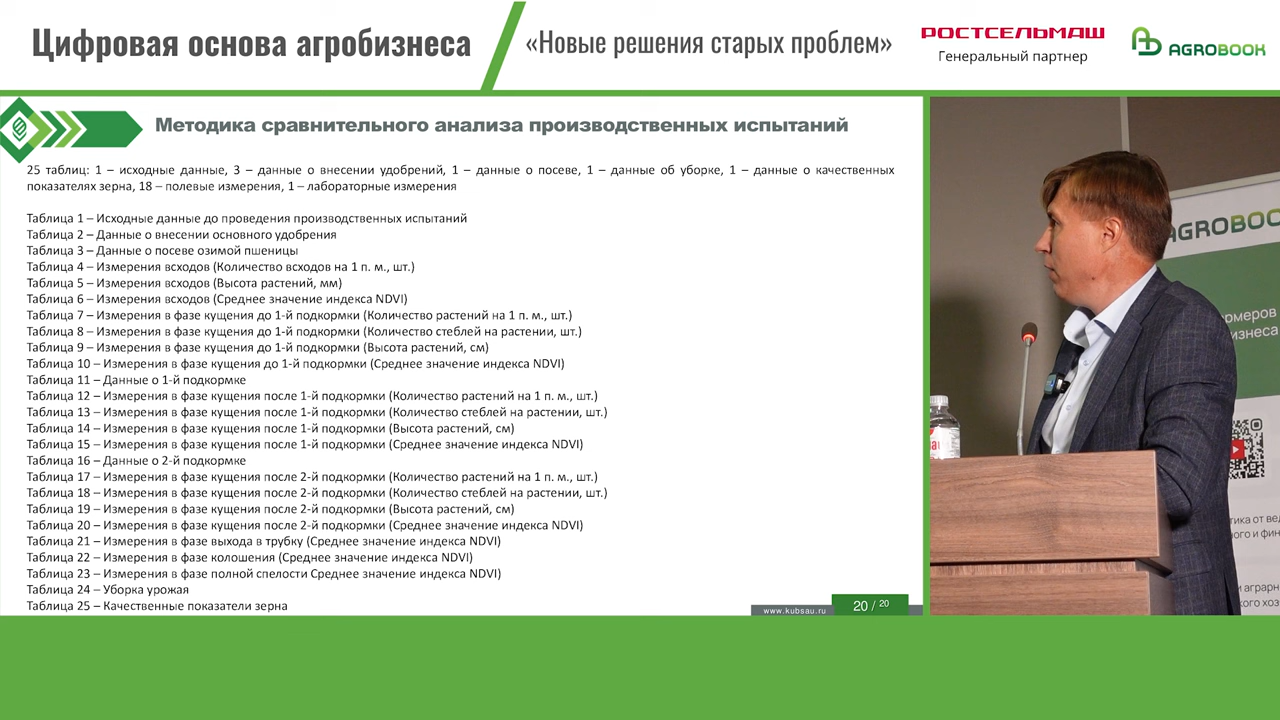 Цифровая основа агробизнеса
«Новые решения старых проблем»
РОСТСЕЛЬМАШ
Генеральный партнер
AGROBOOK
Методика сравнительного анализа производственных испытаний
25 таблиц: 1 – исходные данные, 3 – данные о внесении удобрений, 1 – данные о посеве, 1 – данные об уборке, 1 – данные о качественных
показателях зерна, 18 – полевые измерения, 1 – лабораторные измерения
Таблица 1 – Исходные данные до проведения производственных испытаний
Таблица 2 – Данные о внесении основного удобрения
Таблица 3 – Данные о посеве озимой пшеницы
Таблица 4 – Измерения всходов (Количество всходов на 1 п. м., шт.)
Таблица 5 – Измерения всходов (Высота растений, мм)
Таблица 6 – Измерения всходов (Среднее значение индекса NDVI)
Таблица 7 – Измерения в фазе кущения до 1-й подкормки (Количество растений на 1 п. м., шт.)
Таблица 8 – Измерения в фазе кущения до 1-й подкормки (Количество стеблей на растении, шт.)
Таблица 9 – Измерения в фазе кущения до 1-й подкормки (Высота растений, см)
Таблица 10 – Измерения в фазе кущения до 1-й подкормки (Среднее значение индекса NDVI)
Таблица 11 – Данные о 1-й подкормке
Таблица 12 – Измерения в фазе кущения после 1-й подкормки (Количество растений на 1 п. м., шт.)
Таблица 13 – Измерения в фазе кущения после 1-й подкормки (Количество стеблей на растении, шт.)
Таблица 14 – Измерения в фазе кущения после 1-й подкормки (Высота растений, см)
Таблица 15 – Измерения в фазе кущения после 1-й подкормки (Среднее значение индекса NDVI)
Таблица 16 – Данные о 2-й подкормке
Таблица 17 – Измерения в фазе кущения после 2-й подкормки (Количество растений на 1 п. м., шт.)
Таблица 18 – Измерения в фазе кущения после 2-й подкормки (Количество стеблей на растении, шт.)
Таблица 19 – Измерения в фазе кущения после 2-й подкормки (Высота растений, см)
Таблица 20 – Измерения в фазе кущения после 2-й подкормки (Среднее значение индекса NDVI)
Таблица 21 – Измерения в фазе выхода в трубку (Среднее значение индекса NDVI)
Таблица 22 – Измерения в фазе колошения (Среднее значение индекса NDVI)
Таблица 23 – Измерения в фазе полной спелости Среднее значение индекса NDVI)
Таблица 24 – Уборка урожая
Таблица 25 – Качественные показатели зерна
www.kubsau.ru
20 / 20
AGROBOO
рмеров
изнеса
тика от ве
ного и фин
и аграрн
кого хоз